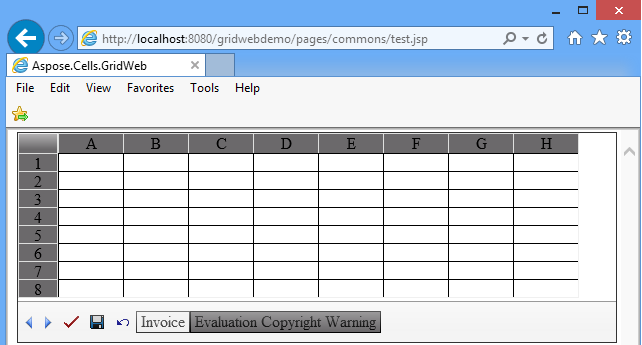 http://localhost:8080/gridwebdemo/pages/commons/test.jsp
Aspose.Cells.GridWeb
File Edit View Favorites Tools Help
A B C D E F G H
1
2
3
4
5
6
7
8
Invoice Evaluation Copyright Warning